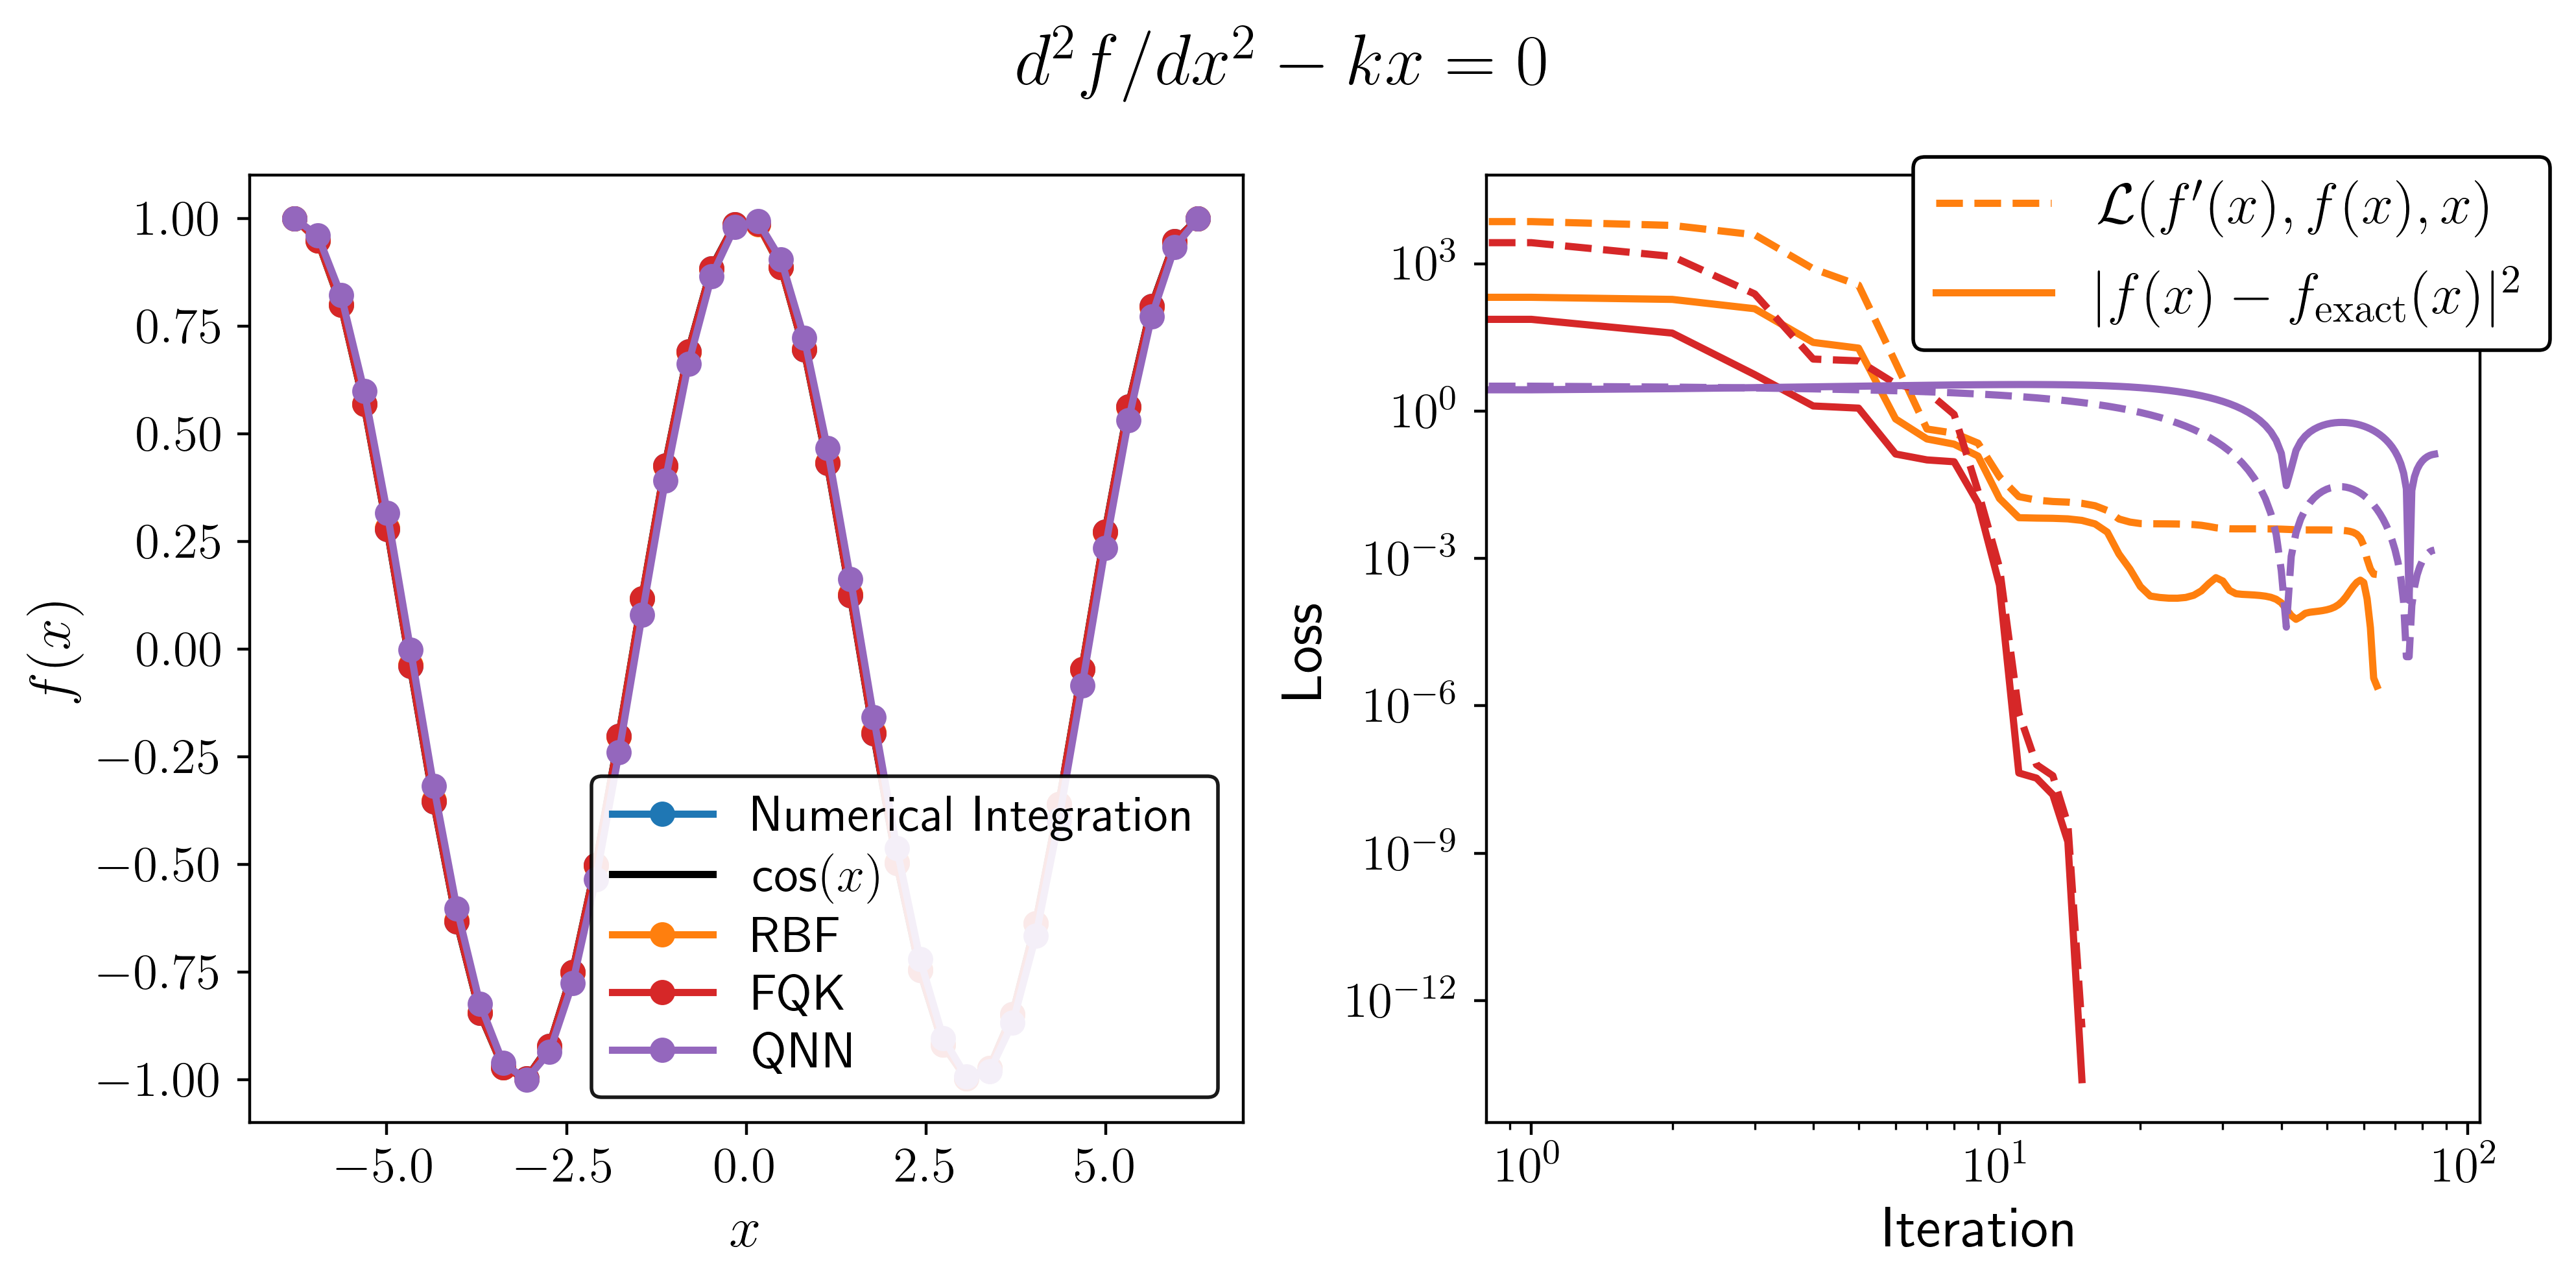 d²f/dx² − kx = 0
f(x)
1.00
0.75
0.50
0.25
0.00
−0.25
−0.50
−0.75
−1.00
−5.0 −2.5 0.0 2.5 5.0
x
Numerical Integration
cos(x)
RBF
FQK
QNN
Loss
10³
10⁰
10⁻³
10⁻⁶
10⁻⁹
10⁻¹²
10⁰ 10¹ 10²
Iteration
ℒ(f′(x), f(x), x)
|f(x) − f_exact(x)|²